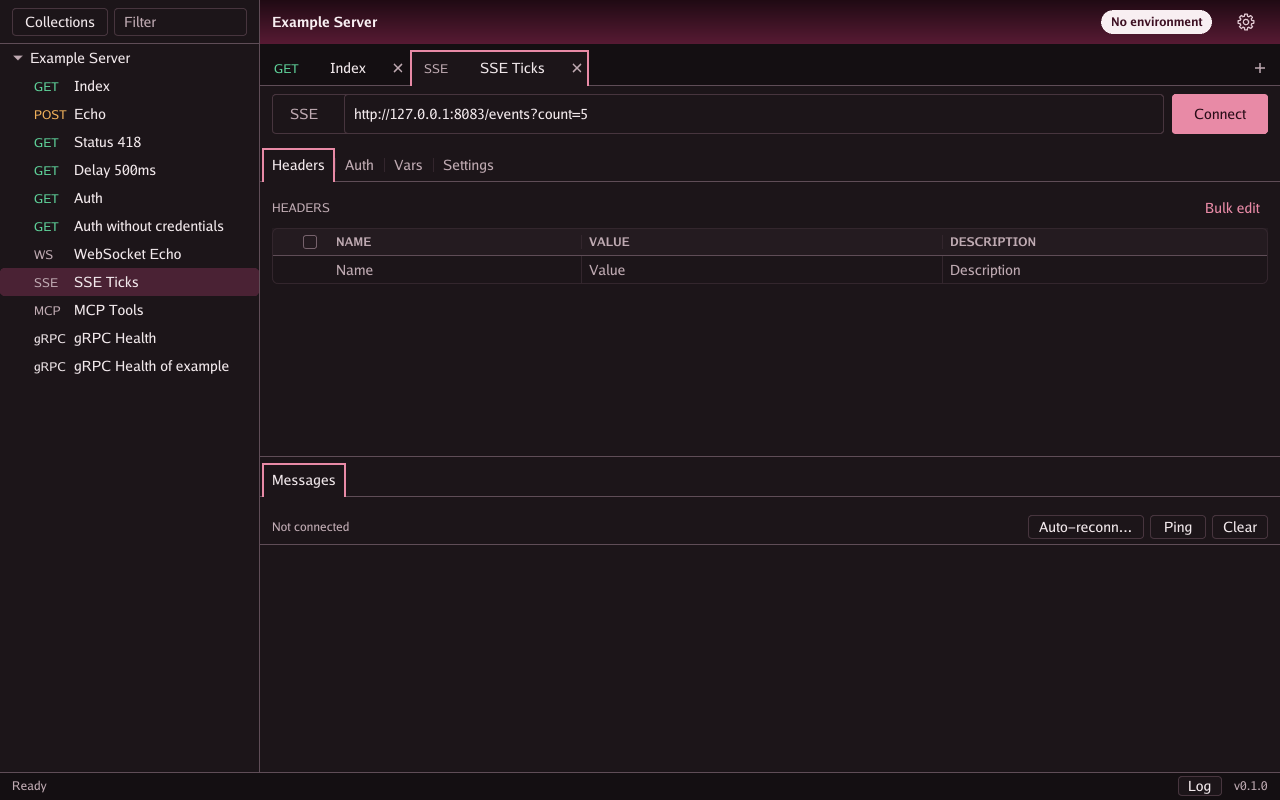 Collections
Filter
Example Server
No environment
Example Server
GET Index
POST Echo
GET Status 418
GET Delay 500ms
GET Auth
GET Auth without credentials
WS WebSocket Echo
SSE SSE Ticks
MCP MCP Tools
gRPC gRPC Health
gRPC gRPC Health of example
GET Index
SSE SSE Ticks
SSE http://127.0.0.1:8083/events?count=5 Connect
Headers Auth Vars Settings
HEADERS Bulk edit
NAME VALUE DESCRIPTION
Name Value Description
Messages
Not connected Auto-reconn... Ping Clear
Ready Log v0.1.0